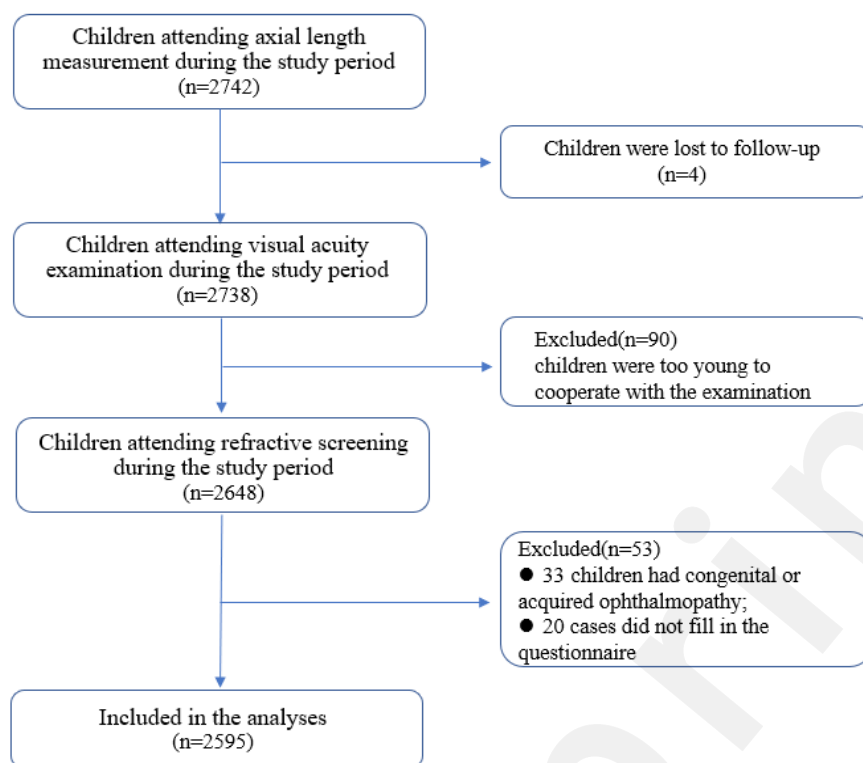 Children attending axial length
measurement during the study period
(n=2742)
Children were lost to follow-up
(n=4)
Children attending visual acuity
examination during the study period
(n=2738)
Excluded(n=90)
children were too young to
cooperate with the examination
Children attending refractive screening
during the study period
(n=2648)
Excluded(n=53)
● 33 children had congenital or
acquired ophthalmopathy;
● 20 cases did not fill in the
questionnaire
Included in the analyses
(n=2595)